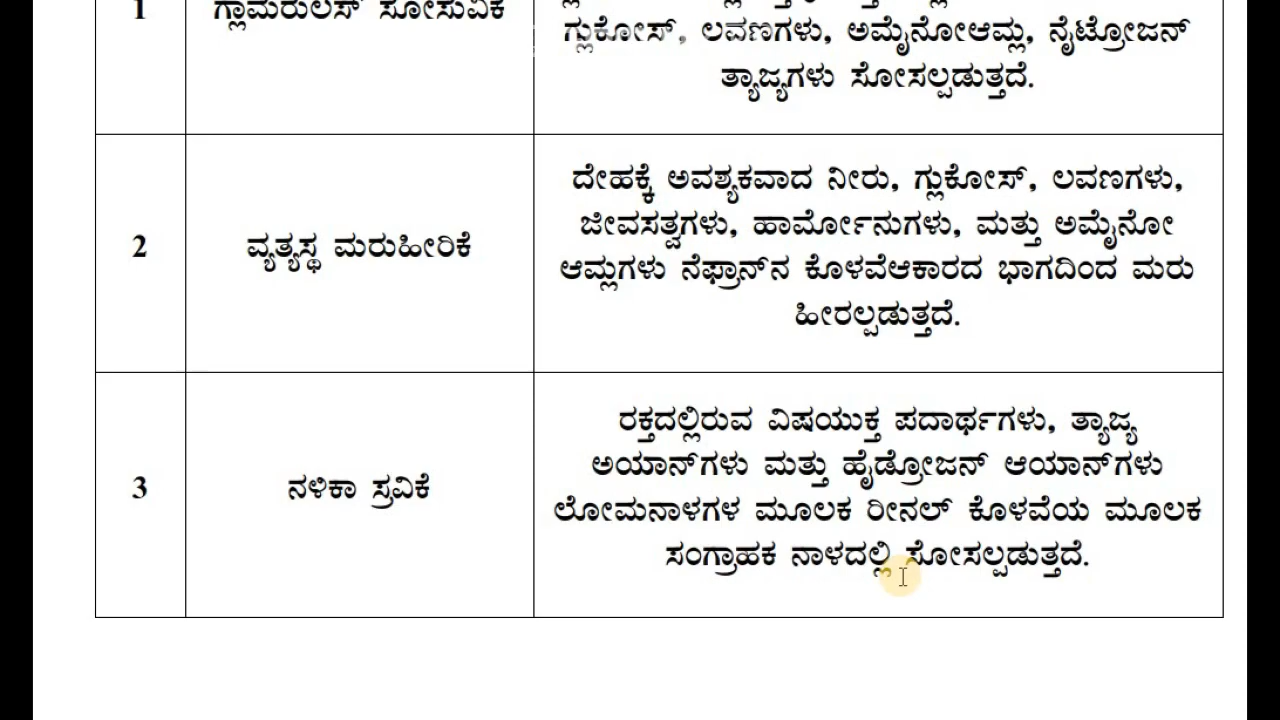 1
ಗ್ಲಾಮರುಲಸ್ ಸೋಸುವಿಕೆ
ಗ್ಲುಕೋಸ್, ಲವಣಗಳು, ಅಮೈನೋಆಮ್ಲ, ನೈಟ್ರೋಜನ್
ತ್ಯಾಜ್ಯಗಳು ಸೋಸಲ್ಪಡುತ್ತದೆ.
2
ವ್ಯತ್ಯಸ್ಥ ಮರುಹೀರಿಕೆ
ದೇಹಕ್ಕೆ ಅವಶ್ಯಕವಾದ ನೀರು, ಗ್ಲುಕೋಸ್, ಲವಣಗಳು,
ಜೀವಸತ್ವಗಳು, ಹಾರ್ಮೋನುಗಳು, ಮತ್ತು ಅಮೈನೋ
ಆಮ್ಲಗಳು ನೆಫ್ರಾನ್‌ನ ಕೊಳವೆಆಕಾರದ ಭಾಗದಿಂದ ಮರು
ಹೀರಲ್ಪಡುತ್ತದೆ.
3
ನಳಿಕಾ ಸ್ರವಿಕೆ
ರಕ್ತದಲ್ಲಿರುವ ವಿಷಯುಕ್ತ ಪದಾರ್ಥಗಳು, ತ್ಯಾಜ್ಯ
ಅಯಾನ್‌ಗಳು ಮತ್ತು ಹೈಡ್ರೋಜನ್ ಆಯಾನ್‌ಗಳು
ಲೋಮನಾಳಗಳ ಮೂಲಕ ರೀನಲ್ ಕೊಳವೆಯ ಮೂಲಕ
ಸಂಗ್ರಾಹಕ ನಾಳದಲ್ಲಿ ಸೋಸಲ್ಪಡುತ್ತದೆ.